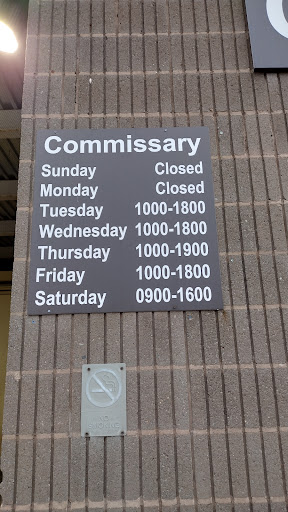 Commissary
Sunday Closed
Monday Closed
Tuesday 1000-1800
Wednesday 1000-1800
Thursday 1000-1900
Friday 1000-1800
Saturday 0900-1600